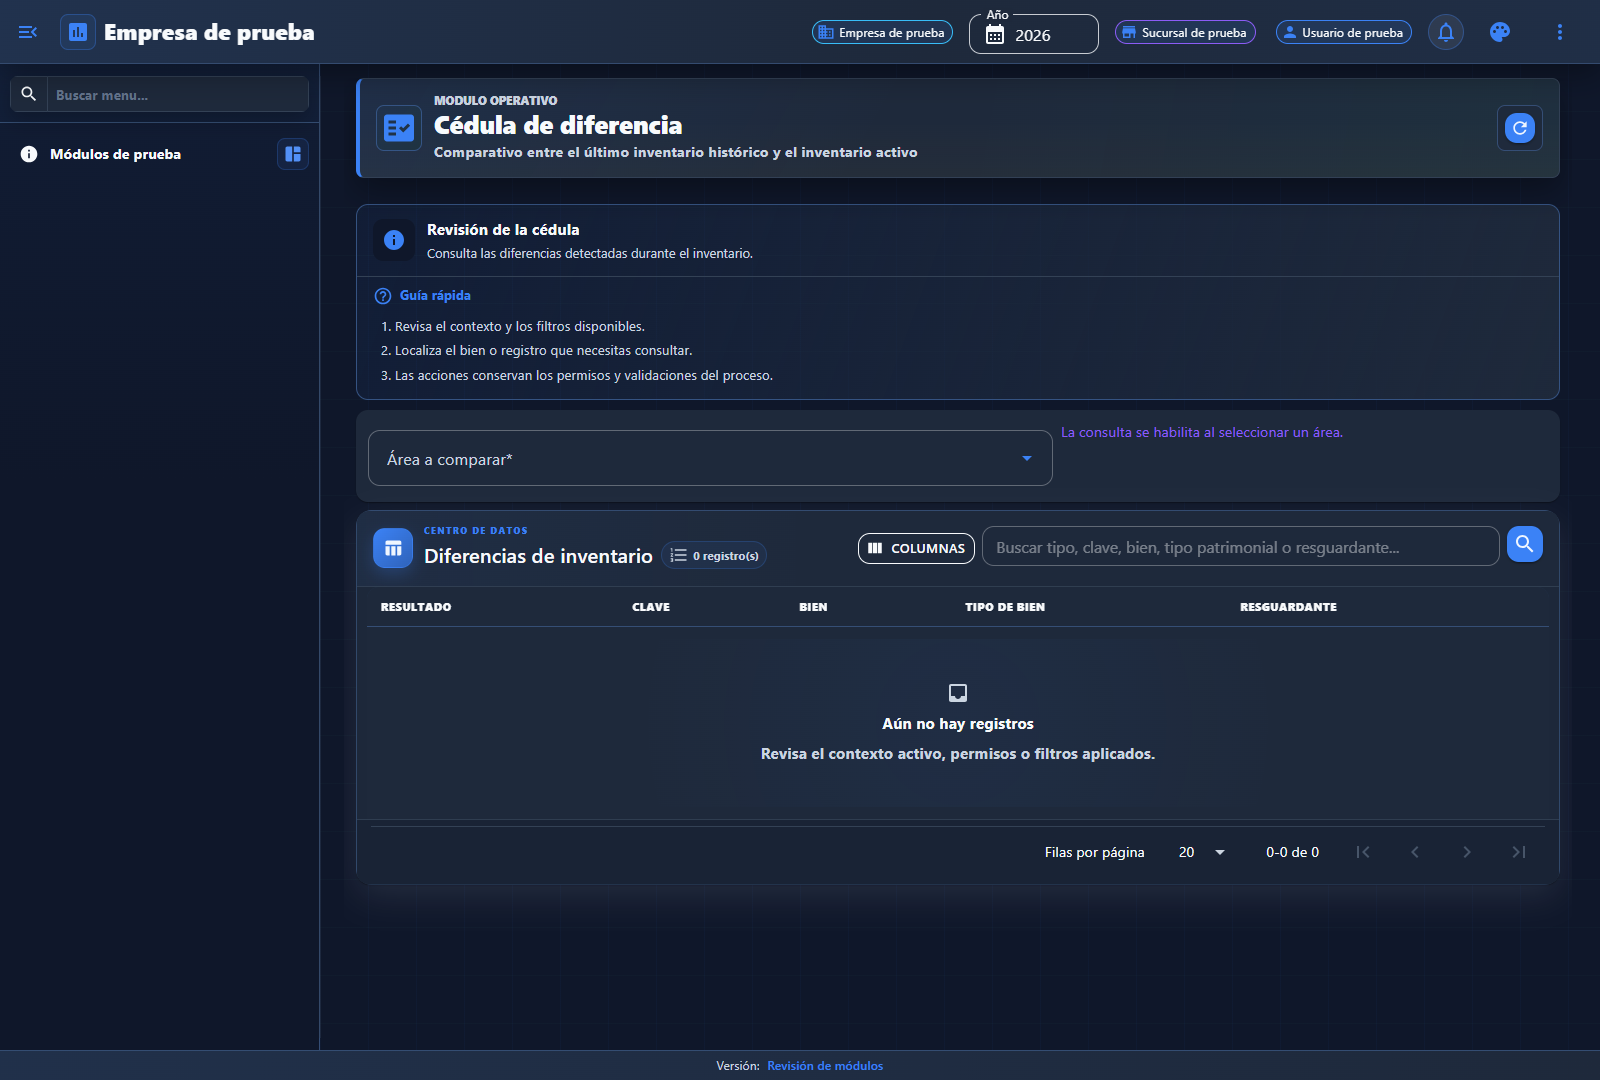 Empresa de prueba
Empresa de prueba
Año
2026
Sucursal de prueba
Usuario de prueba
Buscar menu...
Módulos de prueba
MODULO OPERATIVO
Cédula de diferencia
Comparativo entre el último inventario histórico y el inventario activo
Revisión de la cédula
Consulta las diferencias detectadas durante el inventario.
Guía rápida
1. Revisa el contexto y los filtros disponibles.
2. Localiza el bien o registro que necesitas consultar.
3. Las acciones conservan los permisos y validaciones del proceso.
Área a comparar*
La consulta se habilita al seleccionar un área.
CENTRO DE DATOS
Diferencias de inventario
0 registro(s)
COLUMNAS
Buscar tipo, clave, bien, tipo patrimonial o resguardante...
RESULTADO CLAVE BIEN TIPO DE BIEN RESGUARDANTE
Aún no hay registros
Revisa el contexto activo, permisos o filtros aplicados.
Filas por página 20 0-0 de 0
Versión: Revisión de módulos